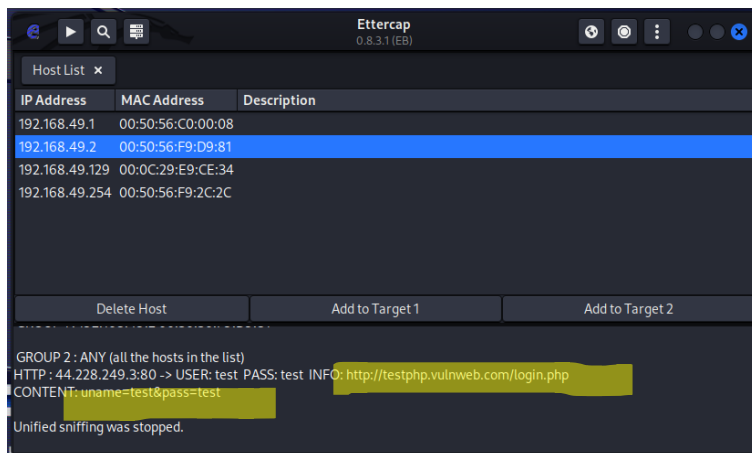 Ettercap
0.8.3.1 (EB)
Host List ×
IP Address MAC Address Description
192.168.49.1 00:50:56:C0:00:08
192.168.49.2 00:50:56:F9:D9:81
192.168.49.129 00:0C:29:E9:CE:34
192.168.49.254 00:50:56:F9:2C:2C
Delete Host Add to Target 1 Add to Target 2
GROUP 2 : ANY (all the hosts in the list)
HTTP : 44.228.249.3:80 -> USER: test PASS: test INFO: http://testphp.vulnweb.com/login.php
CONTENT: uname=test&pass=test
Unified sniffing was stopped.